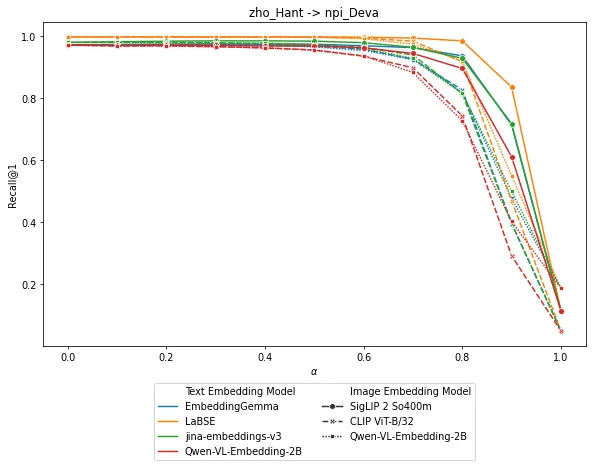 zho_Hant -> npi_Deva
1.0
0.8
0.6
0.4
0.2
Recall@1
0.0 0.2 0.4 0.6 0.8 1.0
α
Text Embedding Model Image Embedding Model
EmbeddingGemma SigLIP 2 So400m
LaBSE CLIP ViT-B/32
jina-embeddings-v3 Qwen-VL-Embedding-2B
Qwen-VL-Embedding-2B